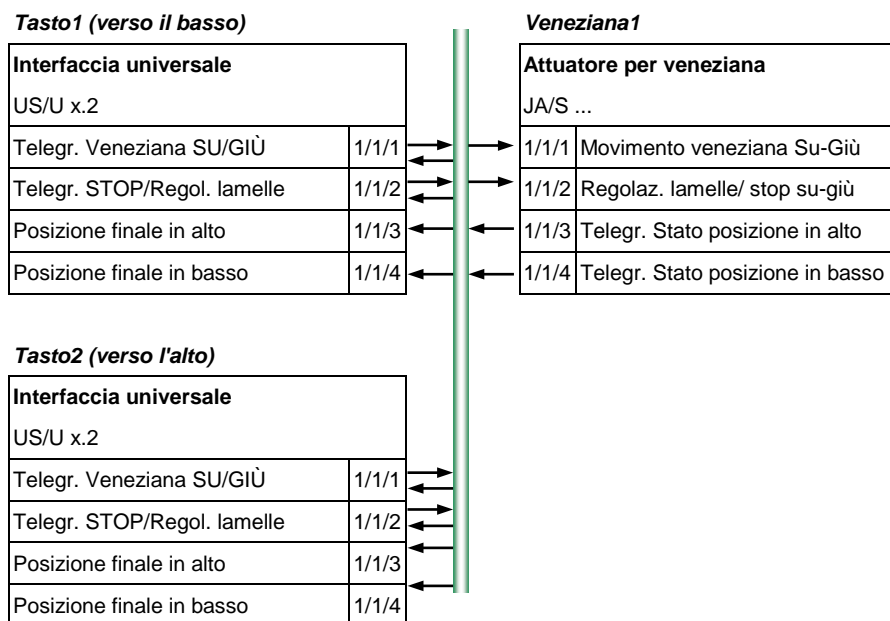 Tasto1 (verso il basso)
Interfaccia universale
US/U x.2
Telegr. Veneziana SU/GIÙ 1/1/1
Telegr. STOP/Regol. lamelle 1/1/2
Posizione finale in alto 1/1/3
Posizione finale in basso 1/1/4
Veneziana1
Attuatore per veneziana
JA/S ...
1/1/1 Movimento veneziana Su-Giù
1/1/2 Regolaz. lamelle/ stop su-giù
1/1/3 Telegr. Stato posizione in alto
1/1/4 Telegr. Stato posizione in basso
Tasto2 (verso l'alto)
Interfaccia universale
US/U x.2
Telegr. Veneziana SU/GIÙ 1/1/1
Telegr. STOP/Regol. lamelle 1/1/2
Posizione finale in alto 1/1/3
Posizione finale in basso 1/1/4